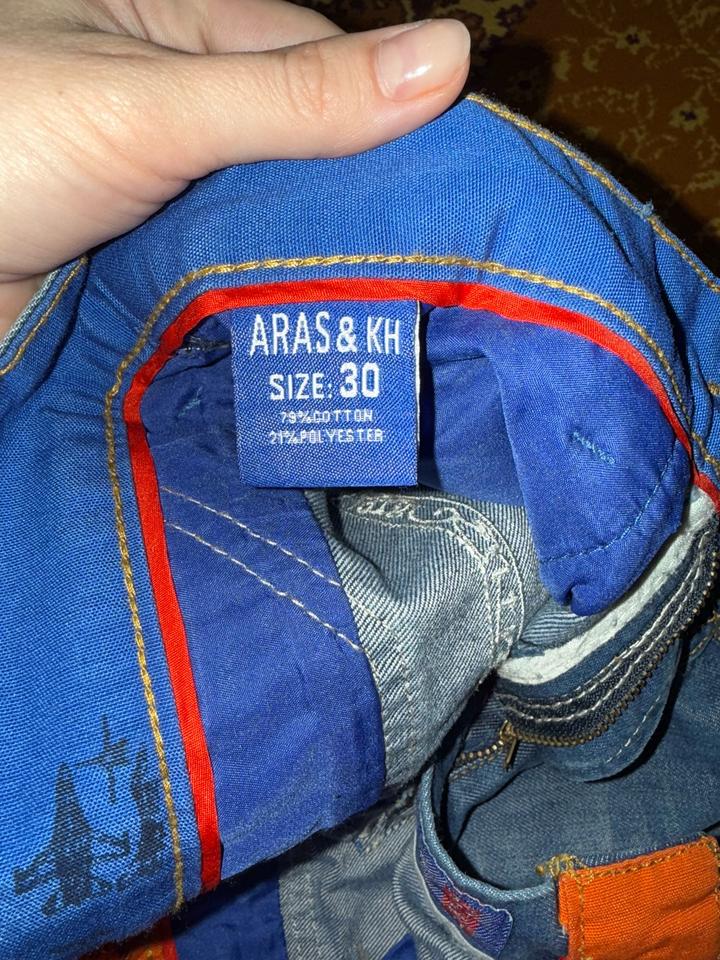 ARAS & KH
SIZE: 30
79%COTTON
21%POLYESTER